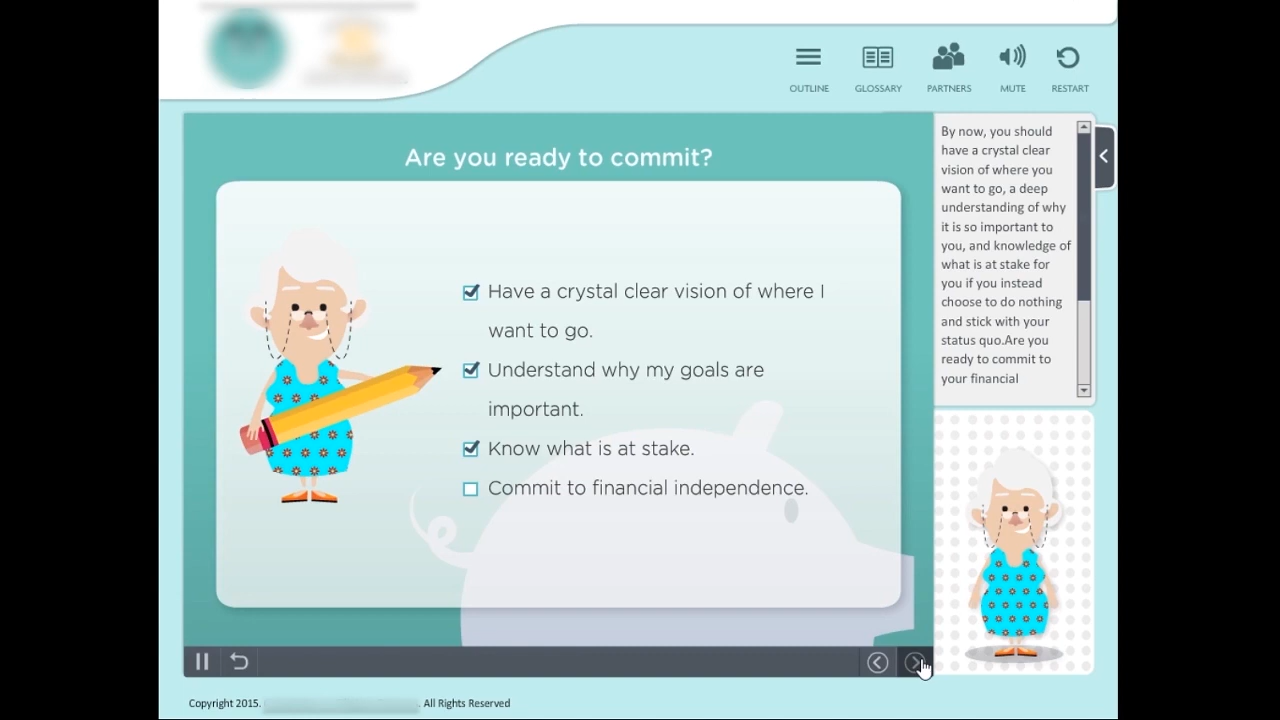 OUTLINE
GLOSSARY
PARTNERS
MUTE
RESTART
Are you ready to commit?
Have a crystal clear vision of where I
want to go.
Understand why my goals are
important.
Know what is at stake.
Commit to financial independence.
By now, you should
have a crystal clear
vision of where you
want to go, a deep
understanding of why
it is so important to
you, and knowledge of
what is at stake for
you if you instead
choose to do nothing
and stick with your
status quo.Are you
ready to commit to
your financial
Copyright 2015. . All Rights Reserved